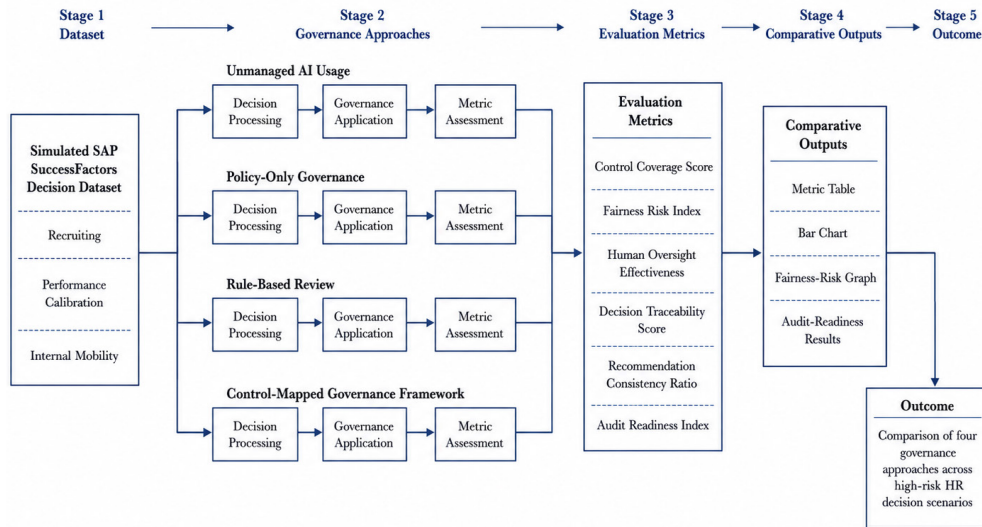 Stage 1
Dataset
Stage 2
Governance Approaches
Stage 3
Evaluation Metrics
Stage 4
Comparative Outputs
Stage 5
Outcome
Simulated SAP
SuccessFactors
Decision Dataset
Recruiting
Performance
Calibration
Internal Mobility
Unmanaged AI Usage
Decision
Processing
Governance
Application
Metric
Assessment
Policy-Only Governance
Decision
Processing
Governance
Application
Metric
Assessment
Rule-Based Review
Decision
Processing
Governance
Application
Metric
Assessment
Control-Mapped Governance Framework
Decision
Processing
Governance
Application
Metric
Assessment
Evaluation
Metrics
Control Coverage Score
Fairness Risk Index
Human Oversight
Effectiveness
Decision Traceability
Score
Recommendation
Consistency Ratio
Audit Readiness Index
Comparative
Outputs
Metric Table
Bar Chart
Fairness-Risk Graph
Audit-Readiness
Results
Outcome
Comparison of four
governance
approaches across
high-risk HR
decision scenarios